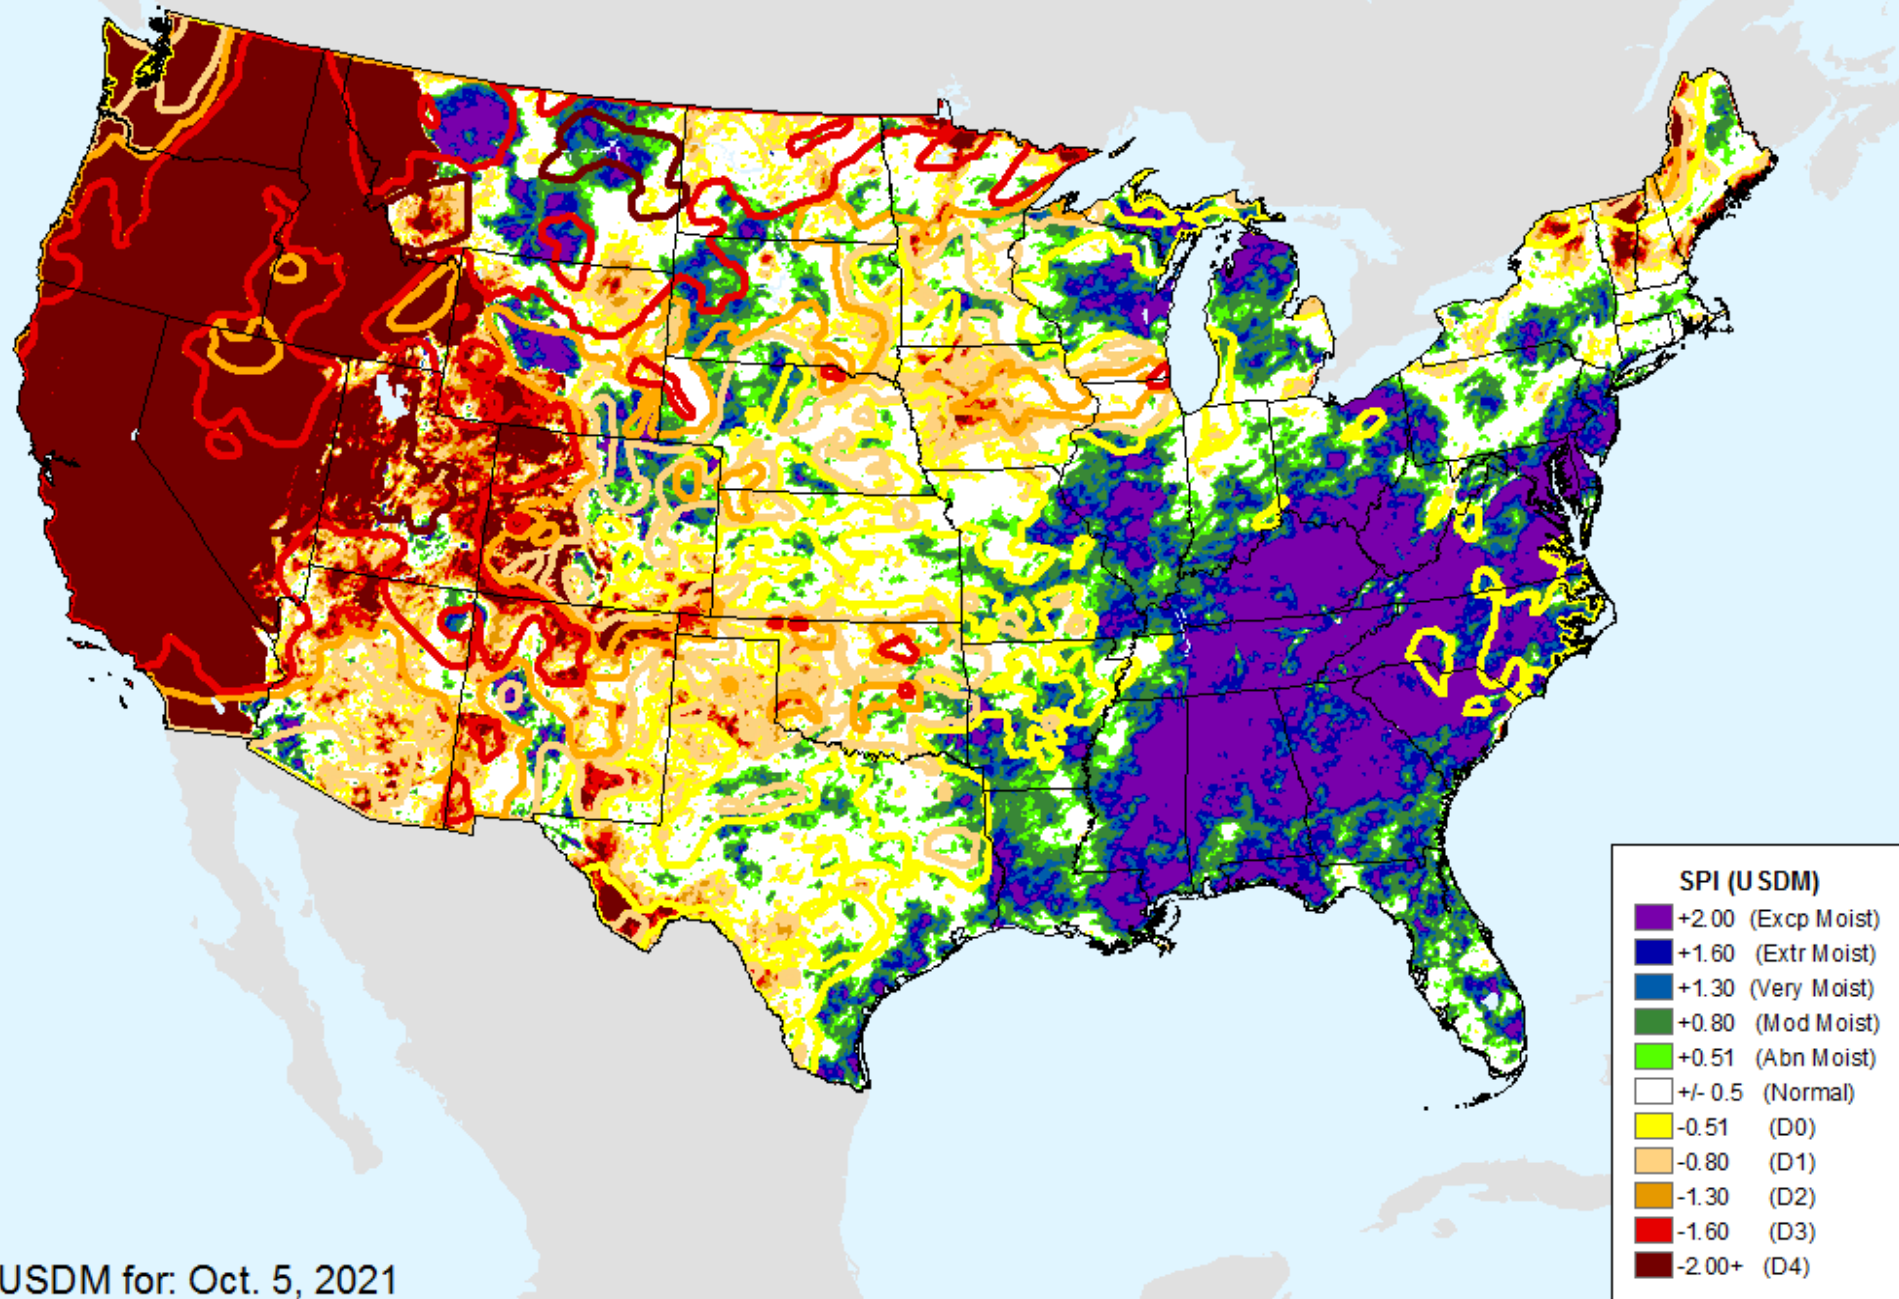 SPI (USDM)
+2.00 (Excp Moist)
+1.60 (Extr Moist)
+1.30 (Very Moist)
+0.80 (Mod Moist)
+0.51 (Abn Moist)
+/- 0.5 (Normal)
-0.51 (D0)
-0.80 (D1)
-1.30 (D2)
-1.60 (D3)
-2.00+ (D4)
USDM for: Oct. 5, 2021